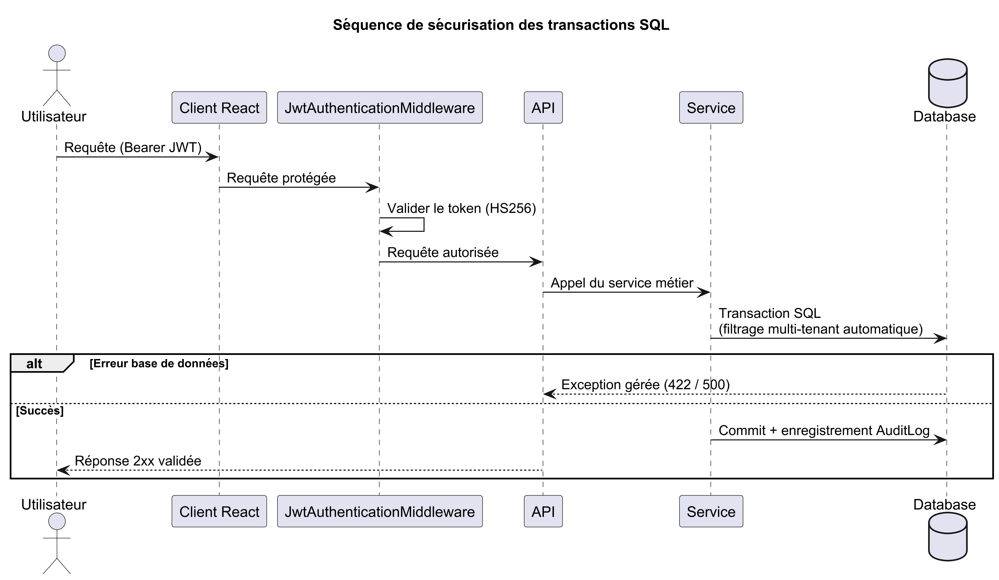 Séquence de sécurisation des transactions SQL
Utilisateur
Client React
JwtAuthenticationMiddleware
API
Service
Database
Requête (Bearer JWT)
Requête protégée
Valider le token (HS256)
Requête autorisée
Appel du service métier
Transaction SQL
(filtrage multi-tenant automatique)
alt
[Erreur base de données]
Exception gérée (422 / 500)
[Succès]
Commit + enregistrement AuditLog
Réponse 2xx validée
Utilisateur
Client React
JwtAuthenticationMiddleware
API
Service
Database